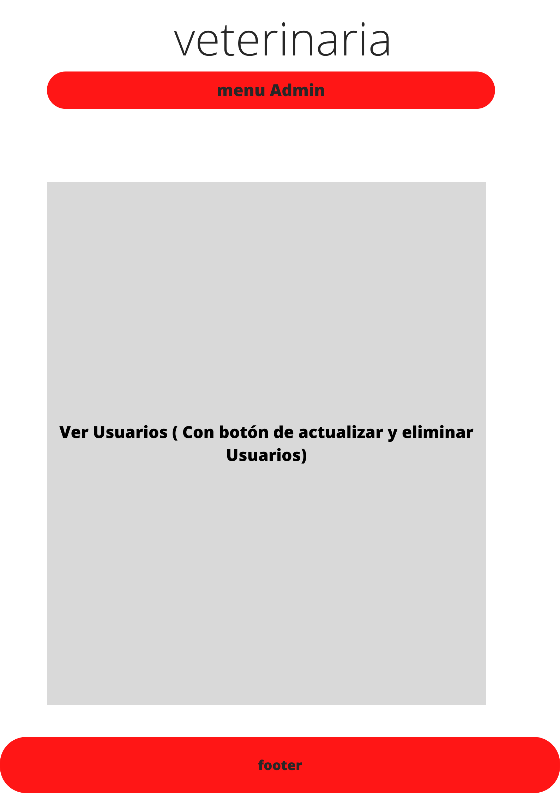 veterinaria
menu Admin
Ver Usuarios ( Con botón de actualizar y eliminar
Usuarios)
footer